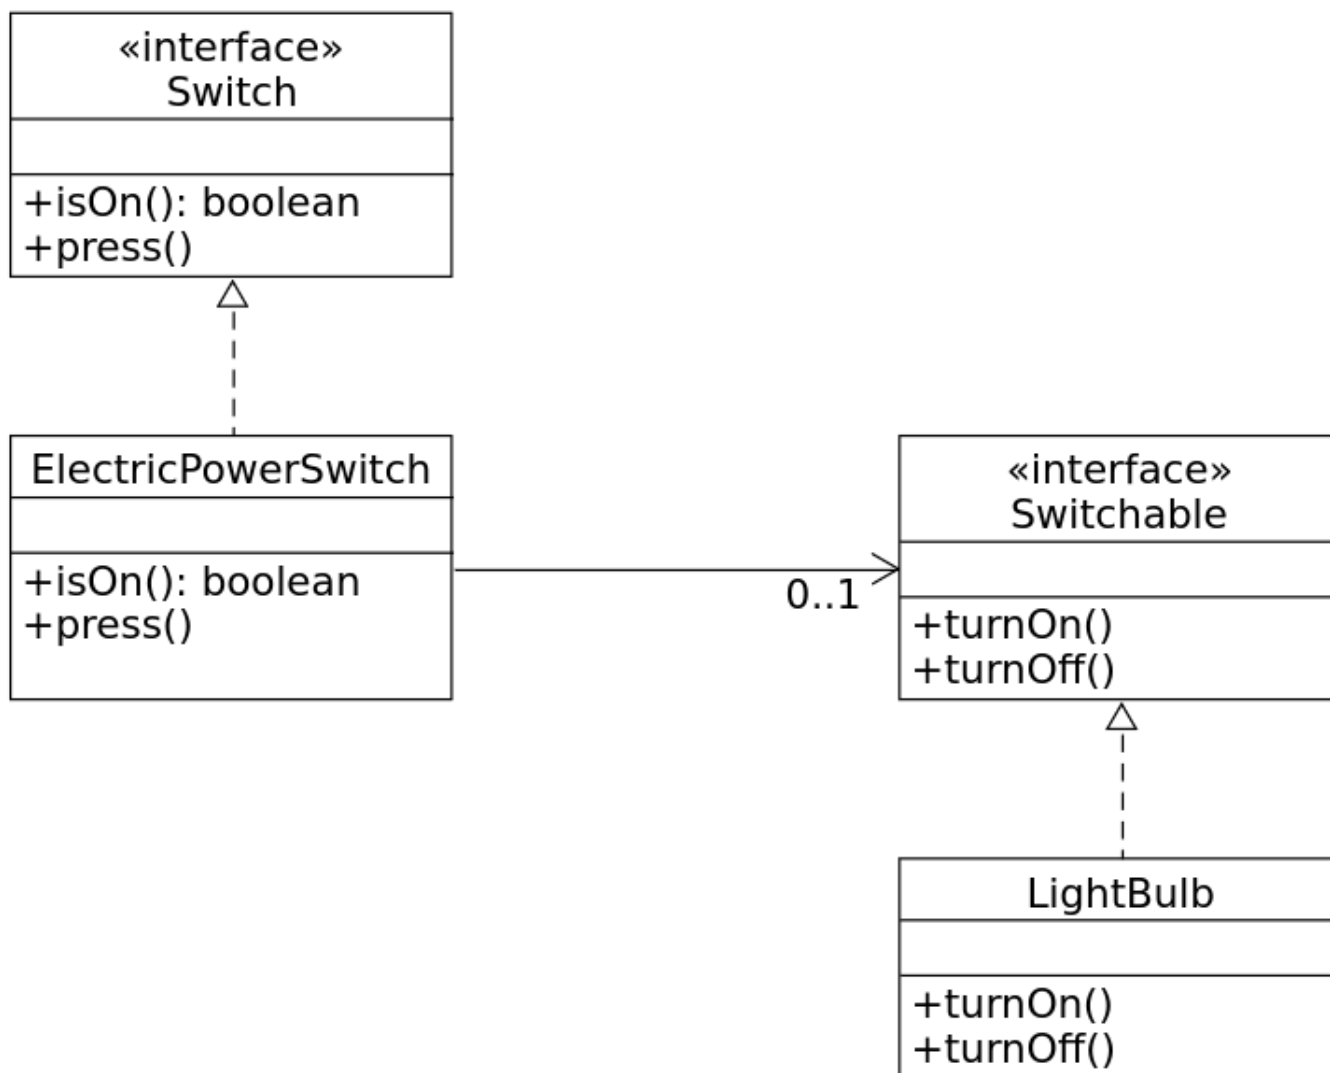 «interface»
Switch
+isOn(): boolean
+press()
ElectricPowerSwitch
+isOn(): boolean
+press()
0..1
«interface»
Switchable
+turnOn()
+turnOff()
LightBulb
+turnOn()
+turnOff()